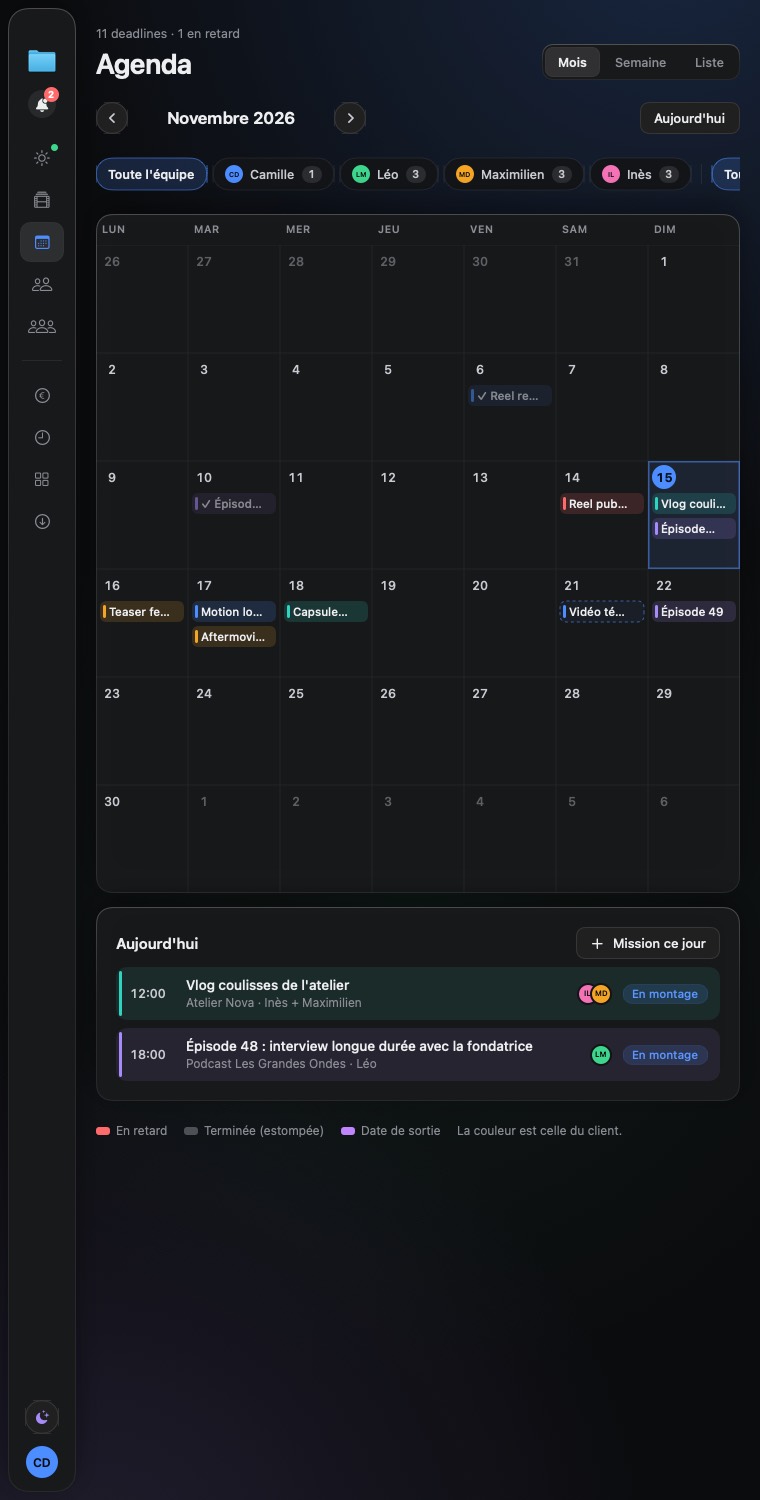 11 deadlines · 1 en retard
Agenda
Mois Semaine Liste
2
Novembre 2026
Aujourd'hui
Toute l'équipe CD Camille 1 LM Léo 3 MD Maximilien 3 IL Inès 3
LUN MAR MER JEU VEN SAM DIM
26 27 28 29 30 31 1
2 3 4 5 6 7 8
✓ Reel re…
9 10 11 12 13 14 15
✓ Épisod… Reel pub… Vlog couli…
Épisode…
16 17 18 19 20 21 22
Teaser fe… Motion lo… Capsule… Vidéo té… Épisode 49
Aftermovi…
23 24 25 26 27 28 29
30 1 2 3 4 5 6
Aujourd'hui
+ Mission ce jour
12:00 Vlog coulisses de l'atelier
Atelier Nova · Inès + Maximilien
IL MD En montage
18:00 Épisode 48 : interview longue durée avec la fondatrice
Podcast Les Grandes Ondes · Léo
LM En montage
En retard Terminée (estompée) Date de sortie La couleur est celle du client.
CD